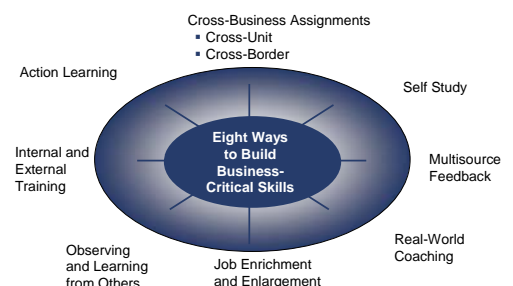 Cross-Business Assignments
▪ Cross-Unit
▪ Cross-Border
Action Learning
Self Study
Eight Ways
to Build
Business-
Critical Skills
Internal and
External
Training
Multisource
Feedback
Real-World
Coaching
Observing
and Learning
from Others
Job Enrichment
and Enlargement